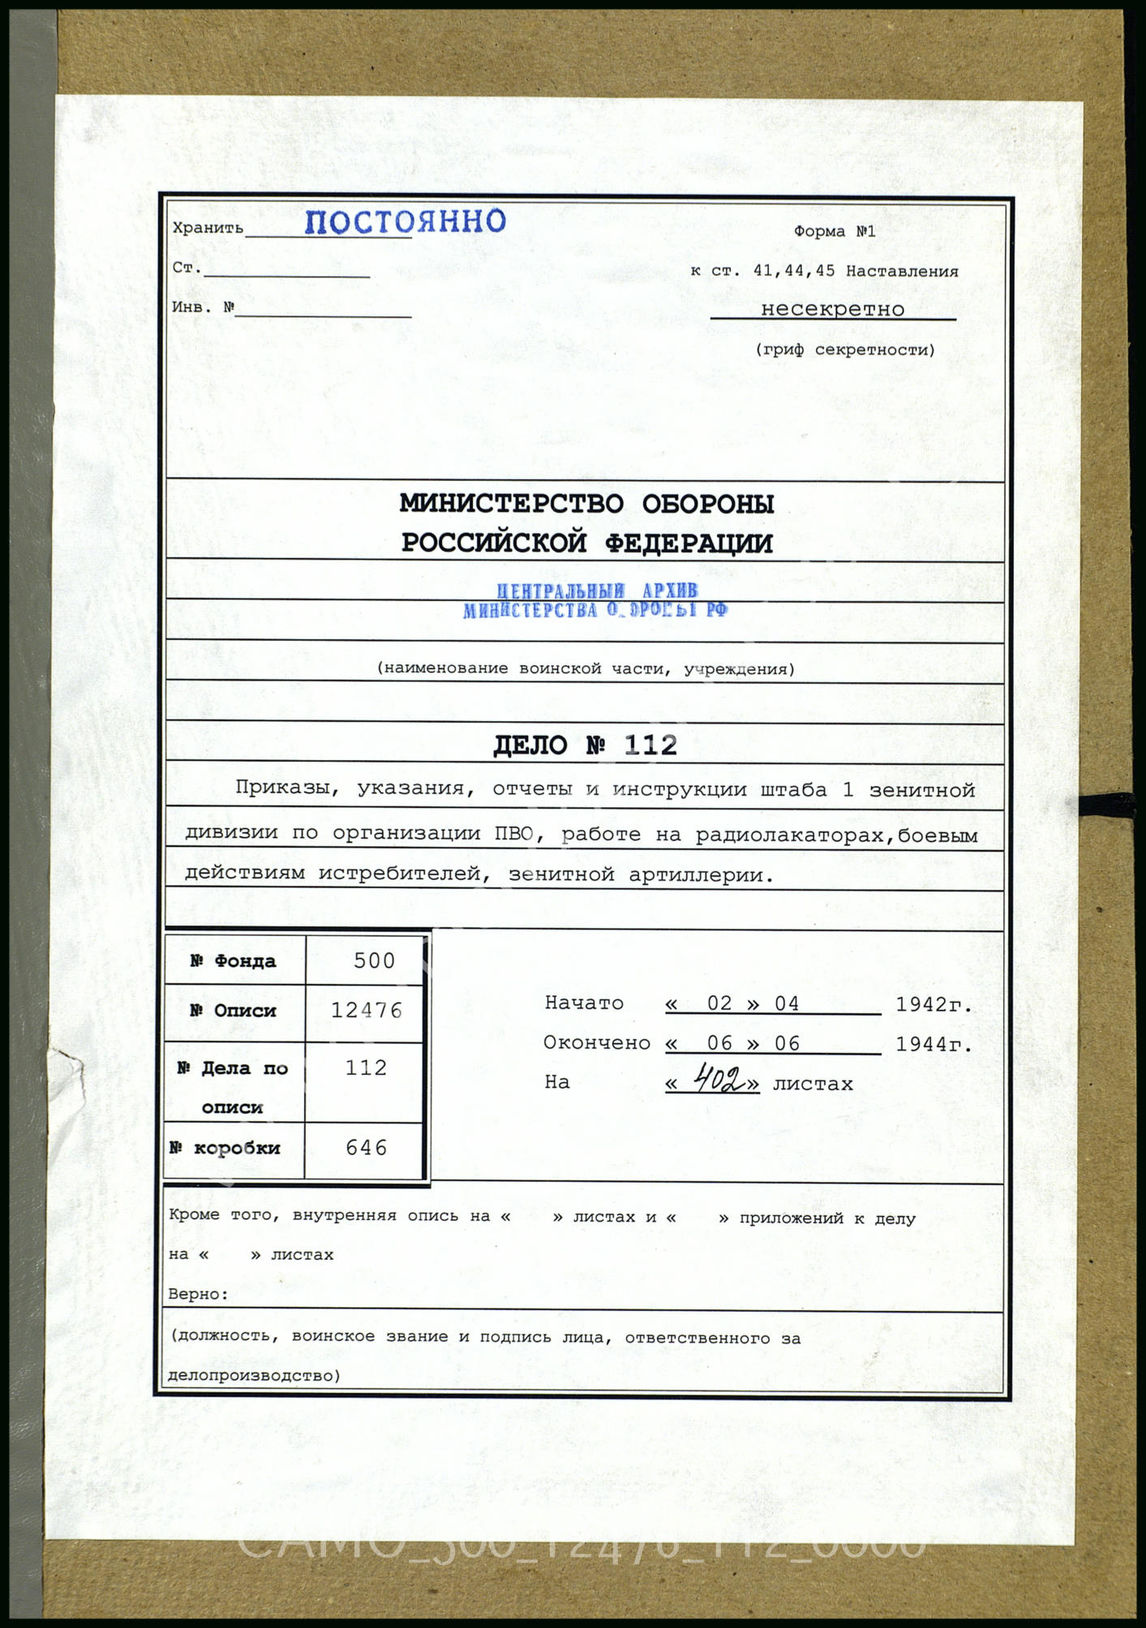 Хранить ПОСТОЯННО
Форма №1
Ст.
к ст. 41,44,45 Наставления
Инв. №
несекретно
(гриф секретности)
МИНИСТЕРСТВО ОБОРОНЫ
РОССИЙСКОЙ ФЕДЕРАЦИИ
ЦЕНТРАЛЬНЫЙ АРХИВ
МИНИСТЕРСТВА ОБОРОНЫ РФ
(наименование воинской части, учреждения)
ДЕЛО № 112
Приказы, указания, отчеты и инструкции штаба 1 зенитной
дивизии по организации ПВО, работе на радиолакаторах,боевым
действиям истребителей, зенитной артиллерии.
№ Фонда 500
№ Описи 12476
№ Дела по описи 112
№ коробки 646
Начато « 02 » 04 1942г.
Окончено « 06 » 06 1944г.
На « 402» листах
Кроме того, внутренняя опись на « » листах и « » приложений к делу
на « » листах
Верно:
(должность, воинское звание и подпись лица, ответственного за
делопроизводство)
CAMO_500_12476_112_0000